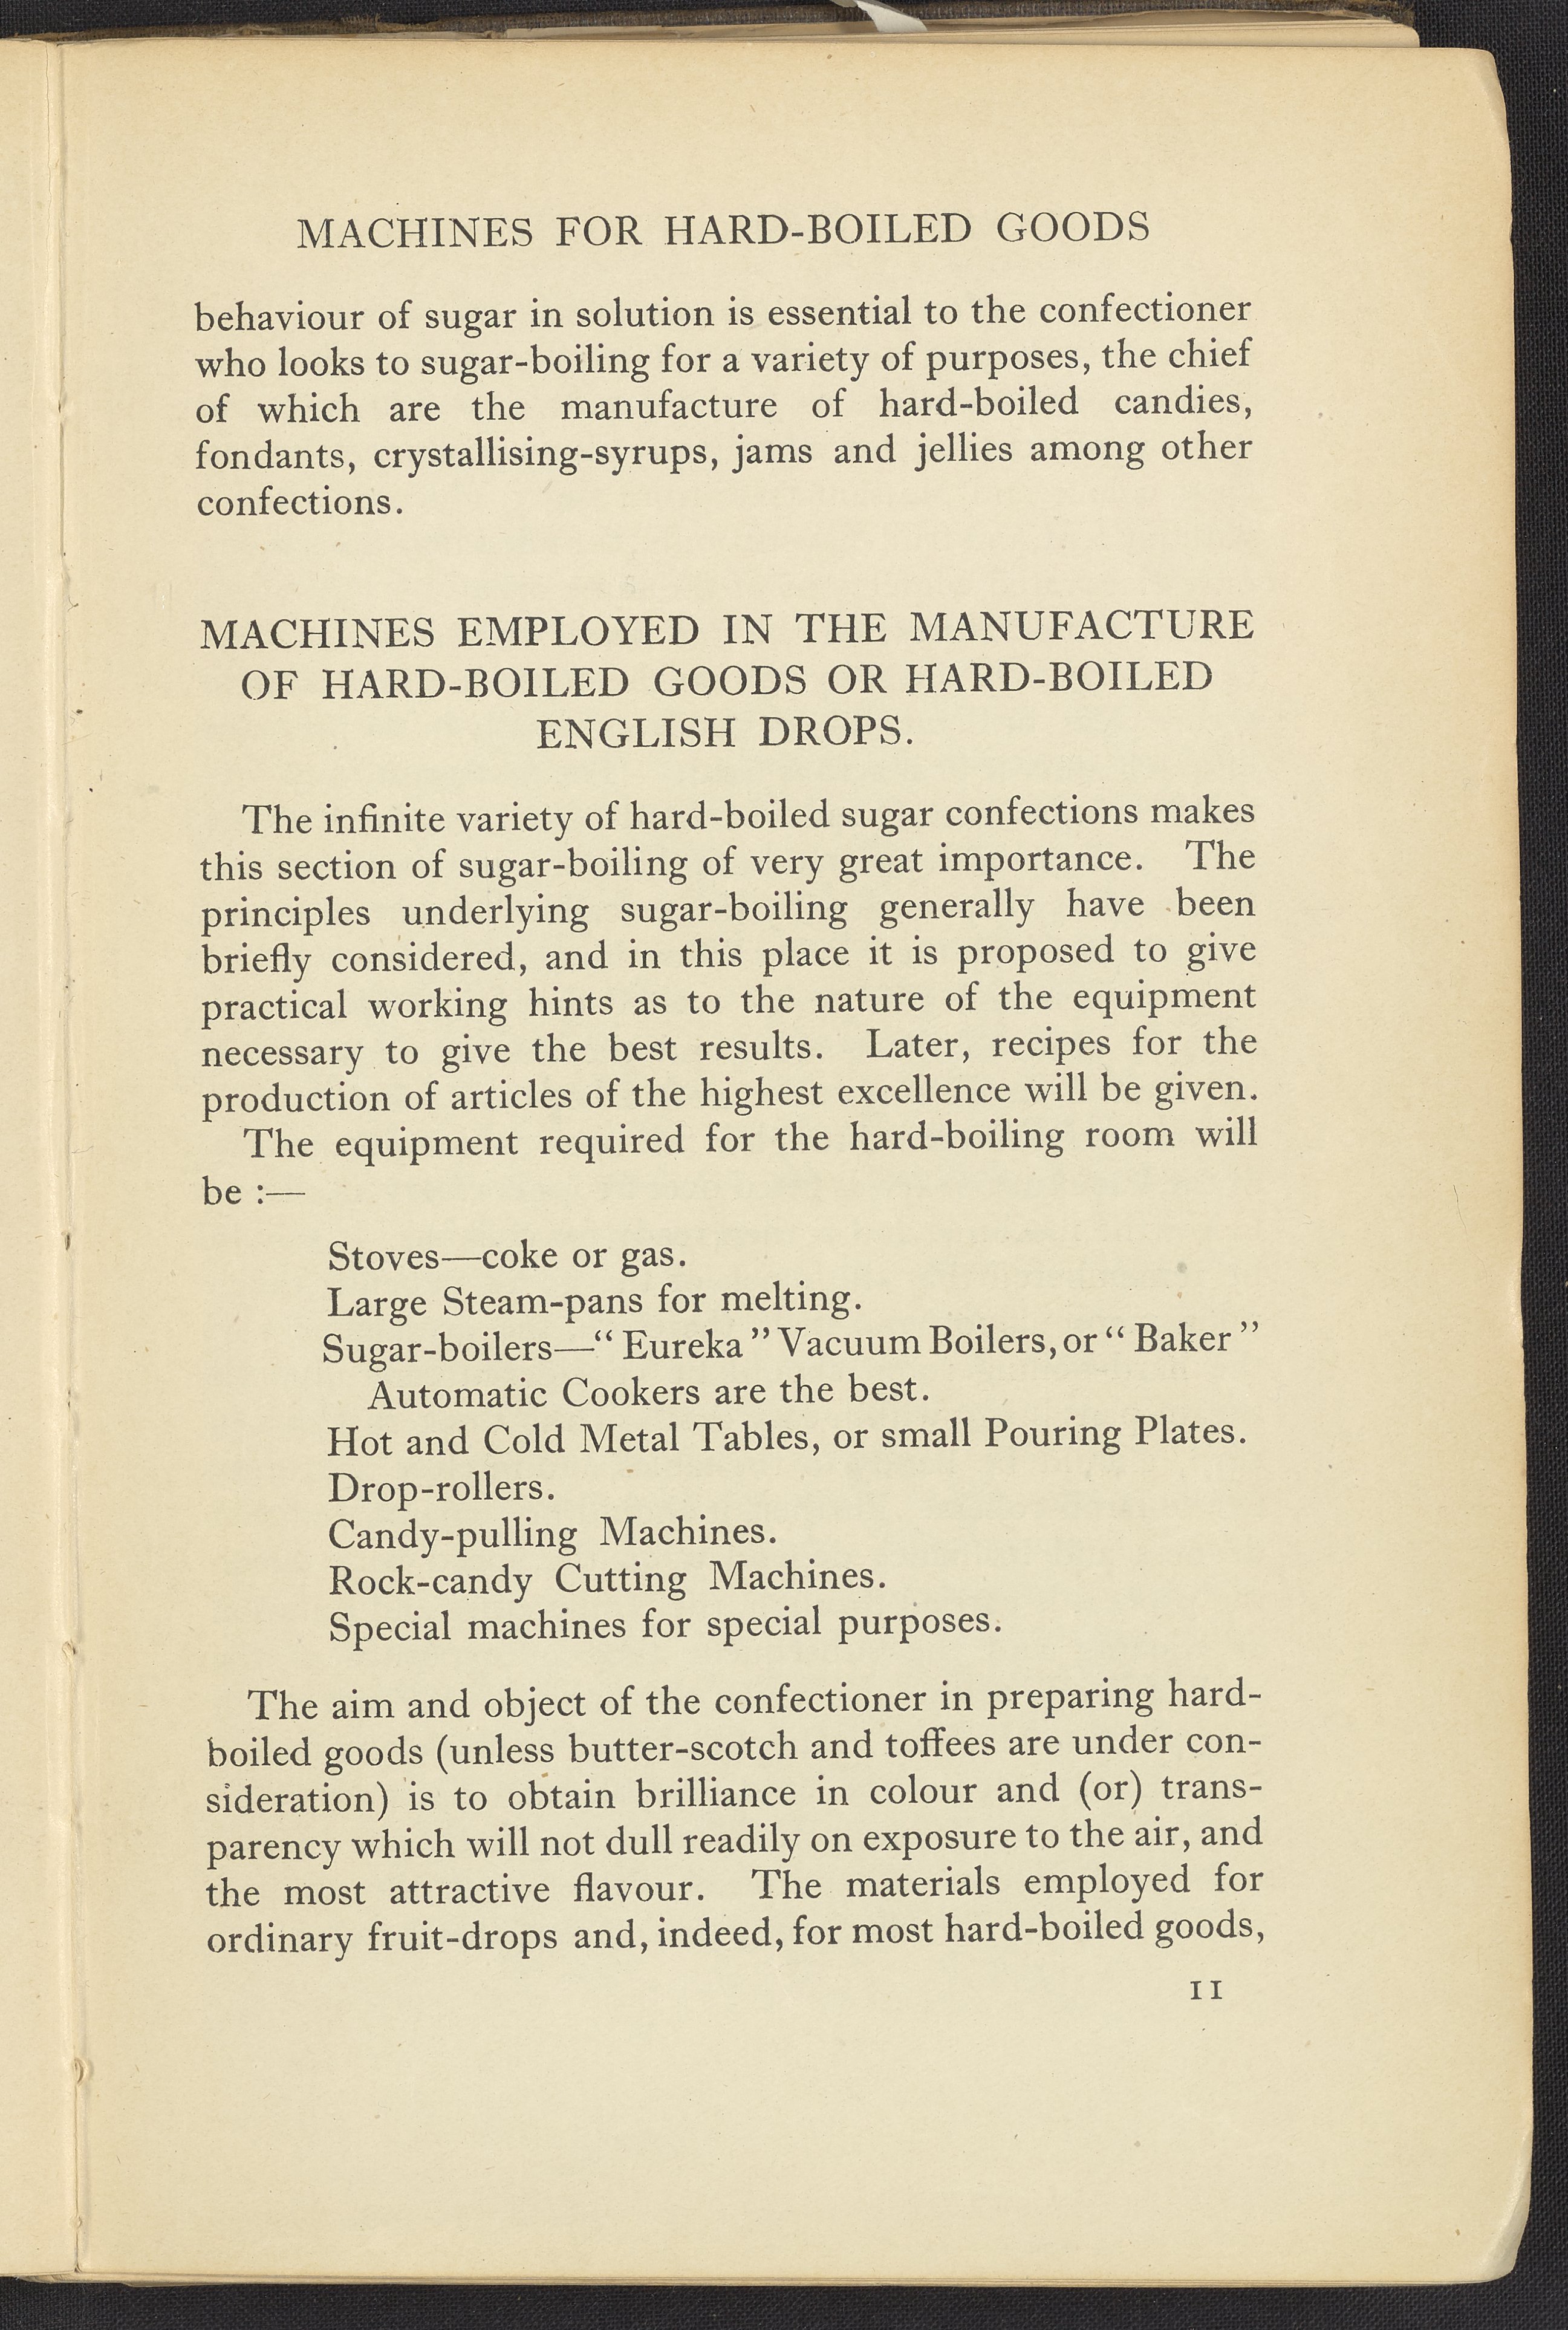 MACHINES FOR HARD-BOILED GOODS
behaviour of sugar in solution is essential to the confectioner
who looks to sugar-boiling for a variety of purposes, the chief
of which are the manufacture of hard-boiled candies,
fondants, crystallising-syrups, jams and jellies among other
confections.
MACHINES EMPLOYED IN THE MANUFACTURE
OF HARD-BOILED GOODS OR HARD-BOILED
ENGLISH DROPS.
The infinite variety of hard-boiled sugar confections makes
this section of sugar-boiling of very great importance. The
principles underlying sugar-boiling generally have been
briefly considered, and in this place it is proposed to give
practical working hints as to the nature of the equipment
necessary to give the best results. Later, recipes for the
production of articles of the highest excellence will be given.
The equipment required for the hard-boiling room will
be :—
Stoves—coke or gas.
Large Steam-pans for melting.
Sugar-boilers—“ Eureka ” Vacuum Boilers, or “ Baker ”
Automatic Cookers are the best.
Hot and Cold Metal Tables, or small Pouring Plates.
Drop-rollers.
Candy-pulling Machines.
Rock-candy Cutting Machines.
Special machines for special purposes.
The aim and object of the confectioner in preparing hard-
boiled goods (unless butter-scotch and toffees are under con-
sideration) is to obtain brilliance in colour and (or) trans-
parency which will not dull readily on exposure to the air, and
the most attractive flavour. The materials employed for
ordinary fruit-drops and, indeed, for most hard-boiled goods,
11